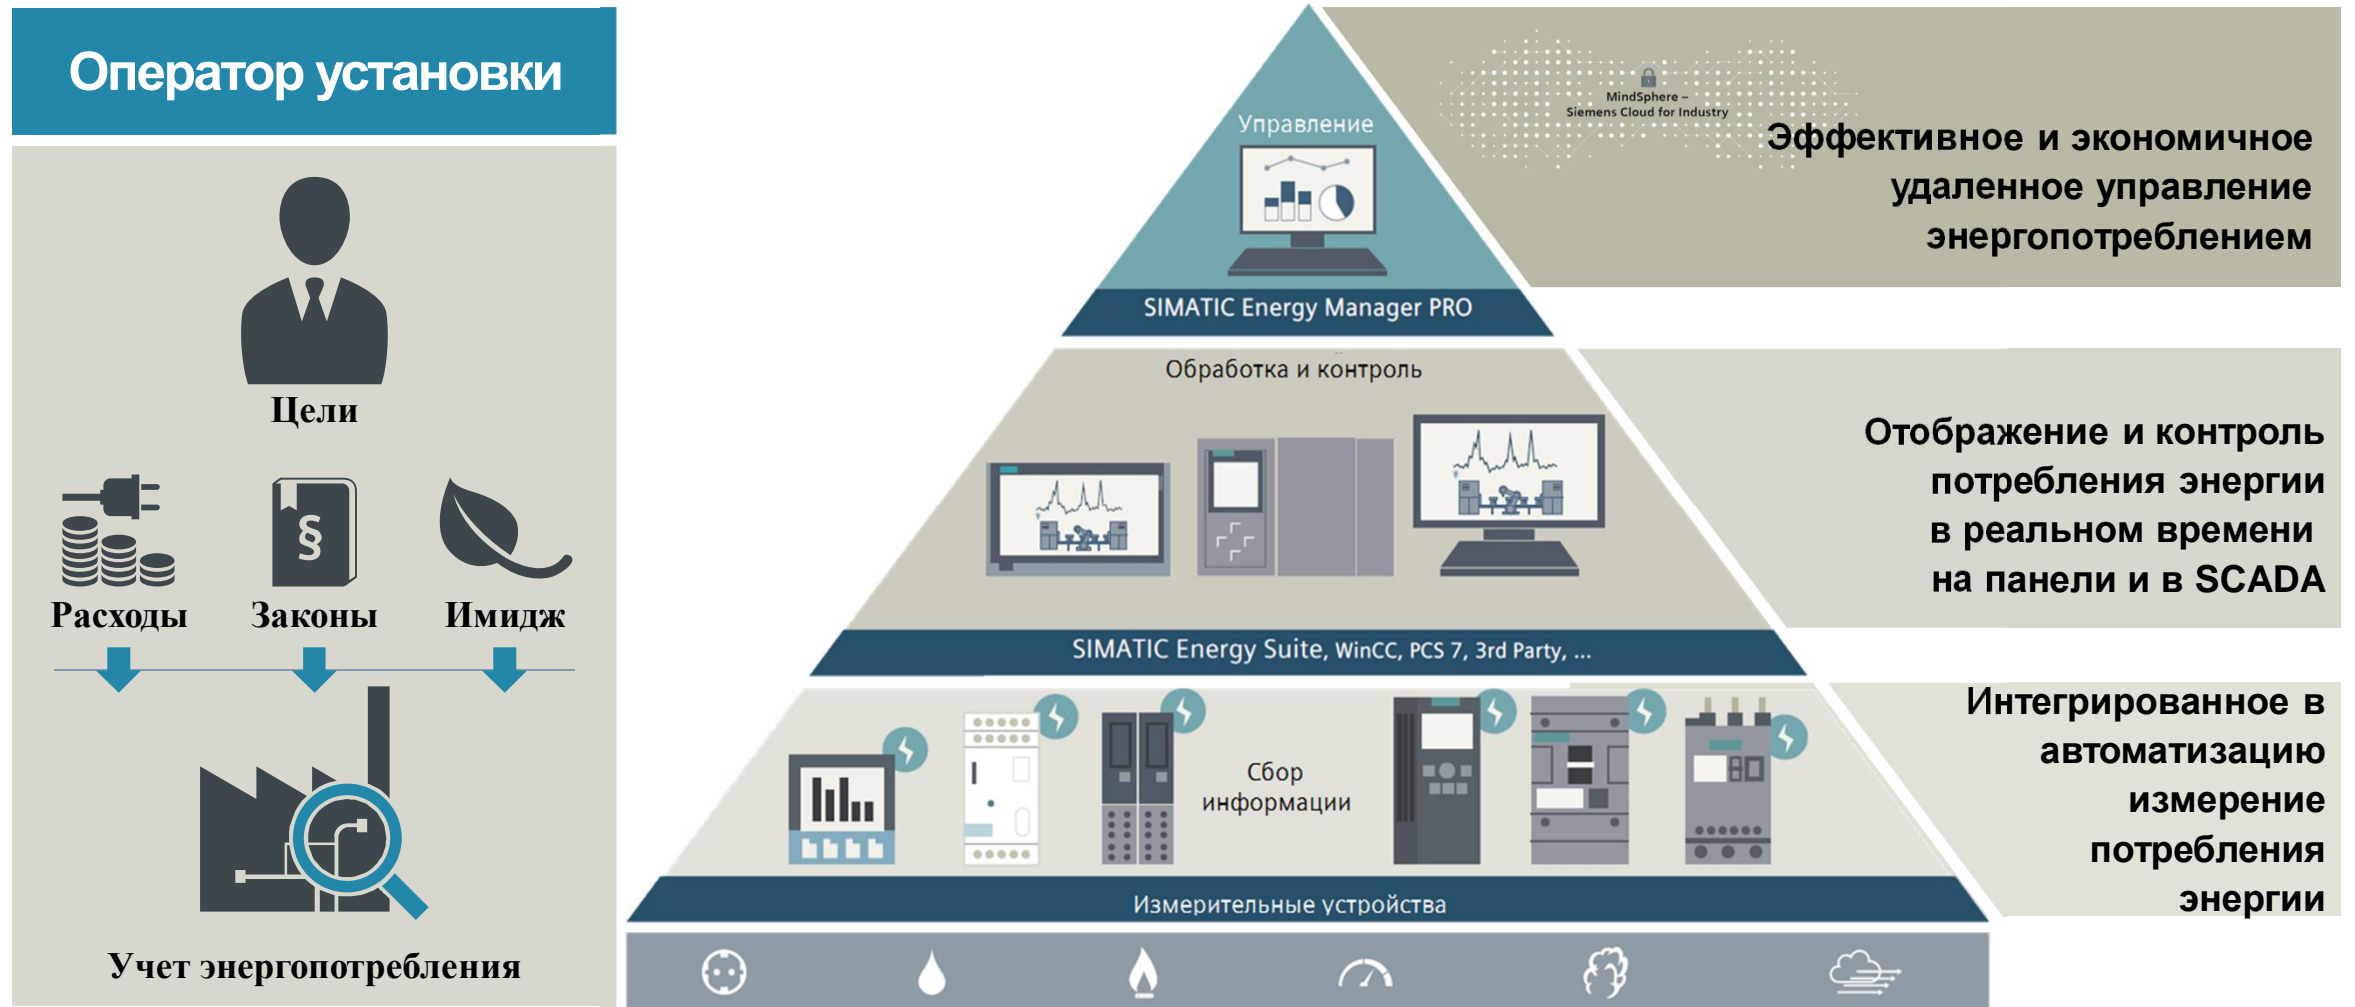 Оператор установки
Цели
Расходы
Законы
Имидж
§
Учет энергопотребления
Управление
SIMATIC Energy Manager PRO
Обработка и контроль
SIMATIC Energy Suite, WinCC, PCS 7, 3rd Party, ...
Сбор
информации
Измерительные устройства
MindSphere –
Siemens Cloud for Industry
Эффективное и экономичное
удаленное управление
энергопотреблением
Отображение и контроль
потребления энергии
в реальном времени
на панели и в SCADA
Интегрированное в
автоматизацию
измерение
потребления
энергии